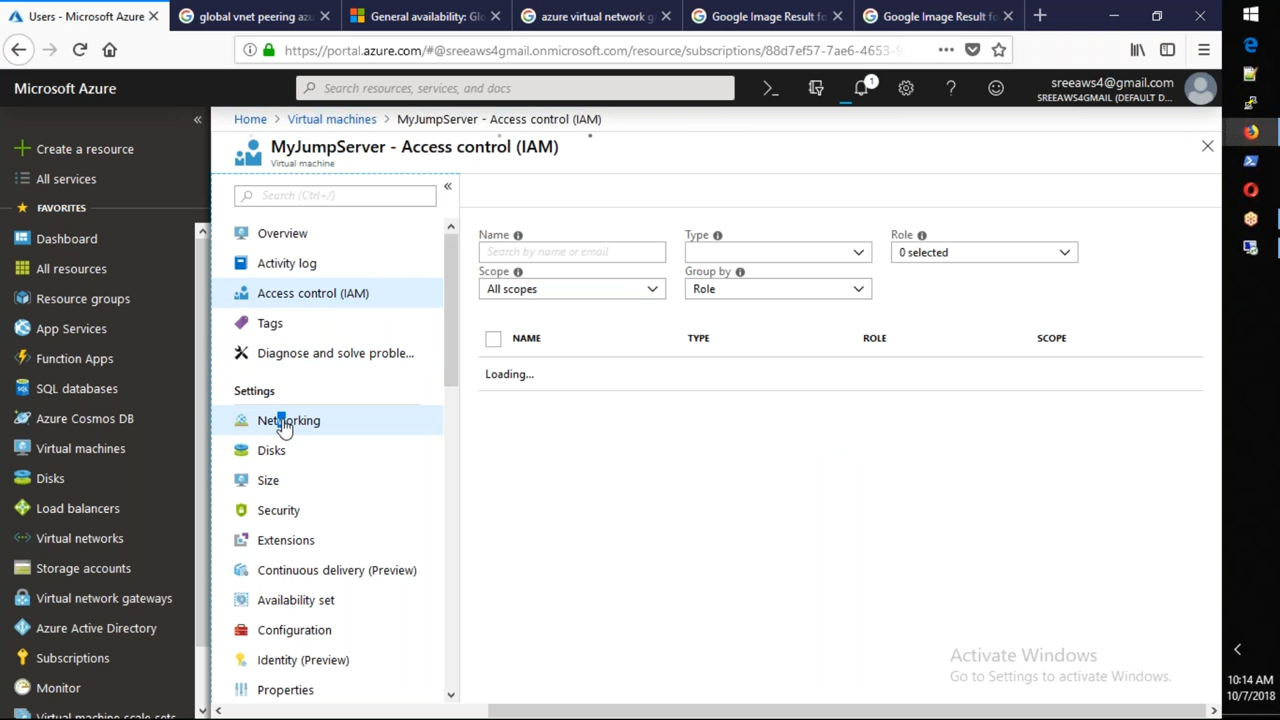 Users - Microsoft Azure
global vnet peering azu
General availability: Glo
azure virtual network g
Google Image Result fo
Google Image Result fo
https://portal.azure.com/#@sreeaws4gmail.onmicrosoft.com/resource/subscriptions/88d7ef57-7ae6-4653-9
Microsoft Azure
Search resources, services, and docs
1
sreeaws4@gmail.com
SREEAWS4GMAIL (DEFAULT D...
Create a resource
All services
FAVORITES
Dashboard
All resources
Resource groups
App Services
Function Apps
SQL databases
Azure Cosmos DB
Virtual machines
Disks
Load balancers
Virtual networks
Storage accounts
Virtual network gateways
Azure Active Directory
Subscriptions
Monitor
Virtual machine scale sets
Home > Virtual machines > MyJumpServer - Access control (IAM)
MyJumpServer - Access control (IAM)
Virtual machine
Search (Ctrl+/)
Overview
Activity log
Access control (IAM)
Tags
Diagnose and solve proble...
Settings
Networking
Disks
Size
Security
Extensions
Continuous delivery (Preview)
Availability set
Configuration
Identity (Preview)
Properties
Name
Type
Role
Search by name or email
0 selected
Scope
Group by
All scopes
Role
NAME TYPE ROLE SCOPE
Loading...
Activate Windows
Go to Settings to activate Windows.
10:14 AM
10/7/2018